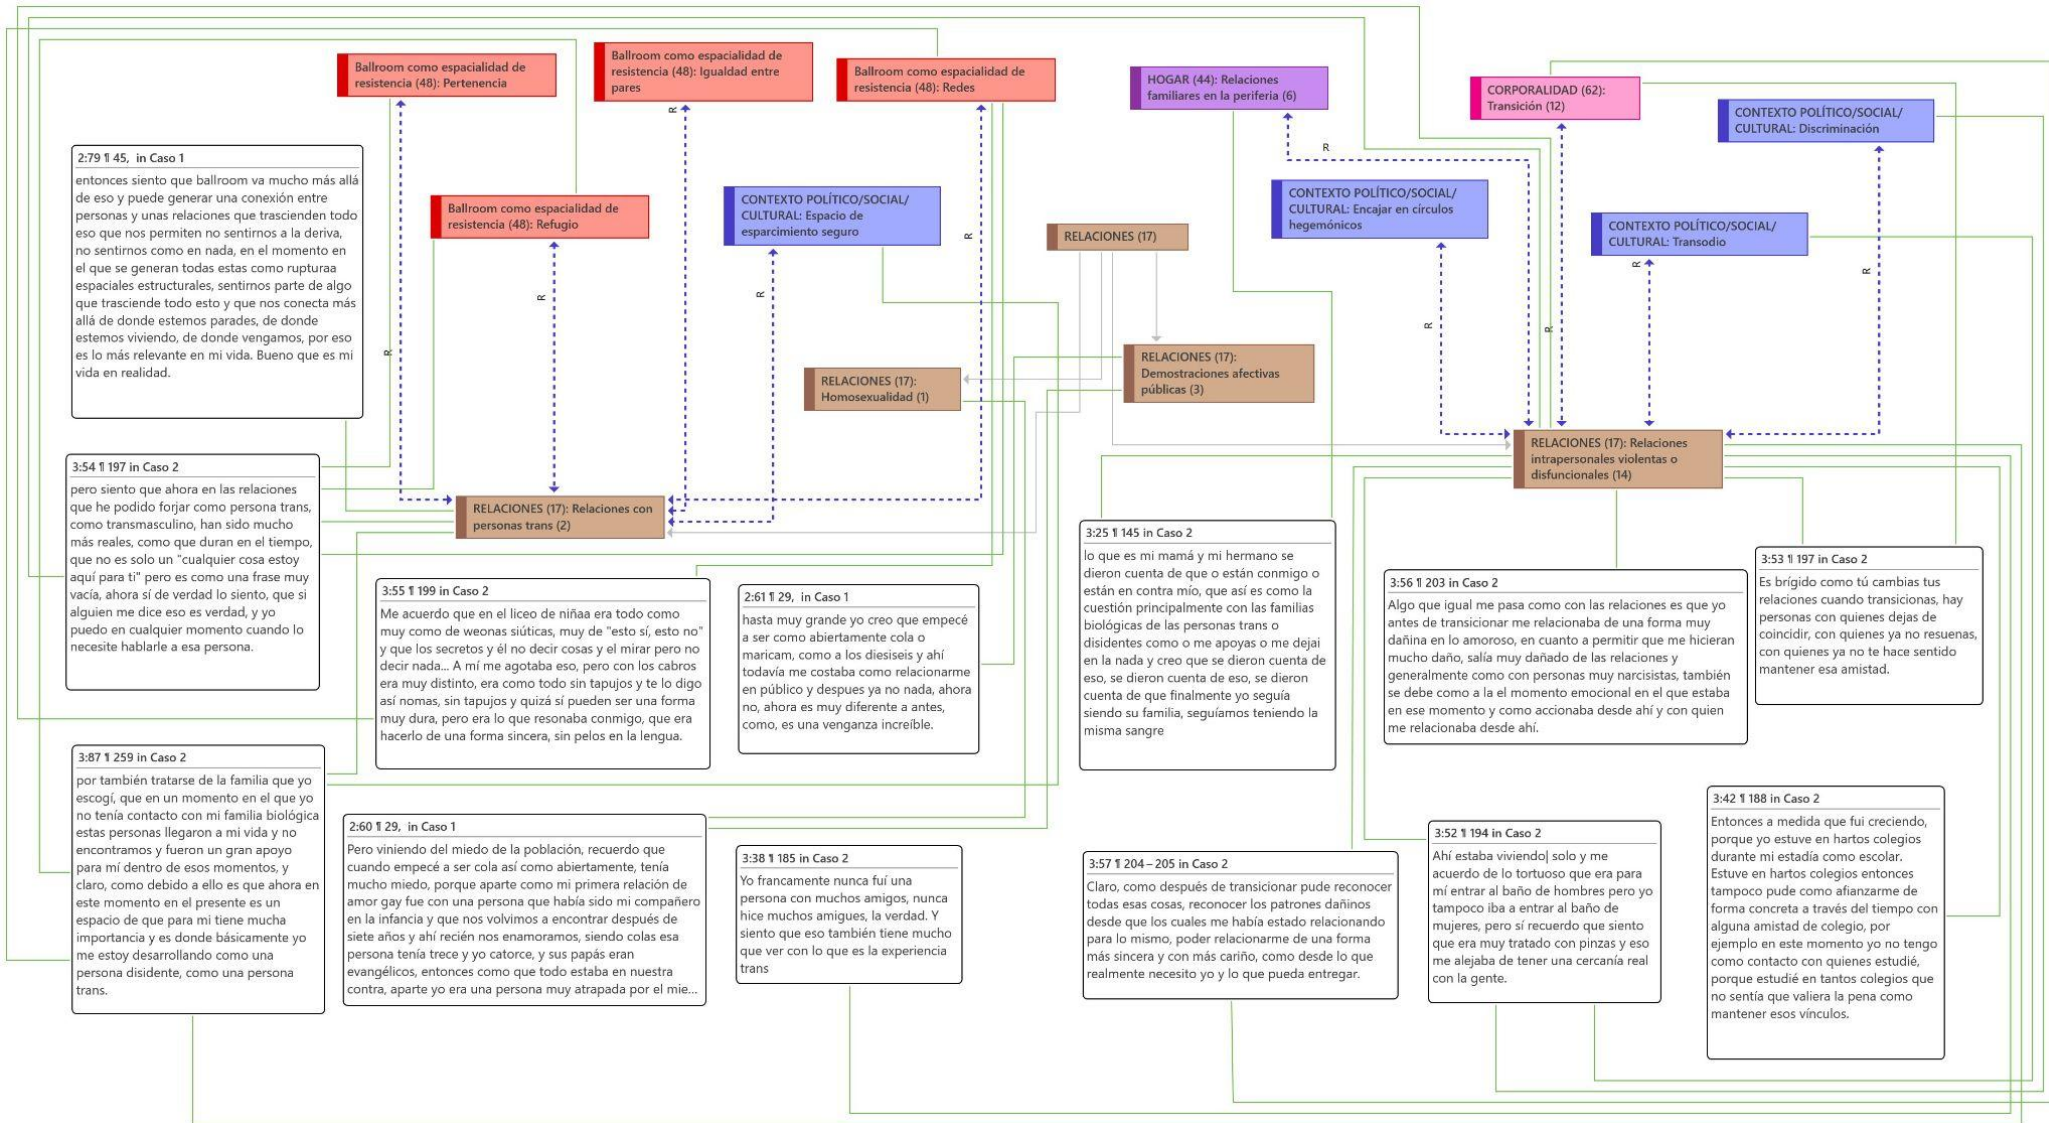 Ballroom como espacialidad de
resistencia (48): Pertenencia
Ballroom como espacialidad de
resistencia (48): Igualdad entre
pares
Ballroom como espacialidad de
resistencia (48): Redes
HOGAR (44): Relaciones
familiares en la periferia (6)
CORPORALIDAD (62):
Transición (12)
CONTEXTO POLÍTICO/SOCIAL/
CULTURAL: Discriminación
R
R
R
2:79 ¶ 45, in Caso 1
entonces siento que ballroom va mucho más allá
de eso y puede generar una conexión entre
personas y unas relaciones que trascienden todo
eso que nos permiten no sentirnos a la deriva,
no sentirnos como en nada, en el momento en
el que se generan todas estas como rupturaa
espaciales estructurales, sentirnos parte de algo
que trasciende todo esto y que nos conecta más
allá de donde estemos parades, de donde
estemos viviendo, de donde vengamos, por eso
es lo más relevante en mi vida. Bueno que es mi
vida en realidad.
Ballroom como espacialidad de
resistencia (48): Refugio
CONTEXTO POLÍTICO/SOCIAL/
CULTURAL: Espacio de
esparcimiento seguro
RELACIONES (17)
CONTEXTO POLÍTICO/SOCIAL/
CULTURAL: Encajar en círculos
hegemónicos
CONTEXTO POLÍTICO/SOCIAL/
CULTURAL: Transodio
R
R
R
R
R
R
R
R
RELACIONES (17):
Homosexualidad (1)
RELACIONES (17):
Demostraciones afectivas
públicas (3)
RELACIONES (17): Relaciones
intrapersonales violentas o
disfuncionales (14)
3:54 ¶ 197 in Caso 2
pero siento que ahora en las relaciones
que he podido forjar como persona trans,
como transmasculino, han sido mucho
más reales, como que duran en el tiempo,
que no es solo un "cualquier cosa estoy
aquí para ti" pero es como una frase muy
vacía, ahora sí de verdad lo siento, que si
alguien me dice eso es verdad, y yo
puedo en cualquier momento cuando lo
necesite hablarle a esa persona.
RELACIONES (17): Relaciones con
personas trans (2)
3:55 ¶ 199 in Caso 2
Me acuerdo que en el liceo de niñaa era todo como
muy como de weonas siúticas, muy de "esto sí, esto no"
y que los secretos y él no decir cosas y el mirar pero no
decir nada... A mí me agotaba eso, pero con los cabros
era muy distinto, era como todo sin tapujos y te lo digo
así nomas, sin tapujos y quizá sí pueden ser una forma
muy dura, pero era lo que resonaba conmigo, que era
hacerlo de una forma sincera, sin pelos en la lengua.
2:61 ¶ 29, in Caso 1
hasta muy grande yo creo que empecé
a ser como abiertamente cola o
maricam, como a los diesiseis y ahí
todavía me costaba como relacionarme
en público y despues ya no nada, ahora
no, ahora es muy diferente a antes,
como, es una venganza increíble.
3:25 ¶ 145 in Caso 2
lo que es mi mamá y mi hermano se
dieron cuenta de que o están conmigo o
están en contra mío, que así es como la
cuestión principalmente con las familias
biológicas de las personas trans o
disidentes como o me apoyas o me dejai
en la nada y creo que se dieron cuenta de
eso, se dieron cuenta de eso, se dieron
cuenta de que finalmente yo seguía
siendo su familia, seguíamos teniendo la
misma sangre
3:56 ¶ 203 in Caso 2
Algo que igual me pasa como con las relaciones es que yo
antes de transicionar me relacionaba de una forma muy
dañina en lo amoroso, en cuanto a permitir que me hicieran
mucho daño, salía muy dañado de las relaciones y
generalmente como con personas muy narcisistas, también
se debe como a la el momento emocional en el que estaba
en ese momento y como accionaba desde ahí y con quien
me relacionaba desde ahí.
3:53 ¶ 197 in Caso 2
Es brígido como tú cambias tus
relaciones cuando transicionas, hay
personas con quienes dejas de
coincidir, con quienes ya no resuenas,
con quienes ya no te hace sentido
mantener esa amistad.
3:87 ¶ 259 in Caso 2
por también tratarse de la familia que yo
escogí, que en un momento en el que yo
no tenía contacto con mi familia biológica
estas personas llegaron a mi vida y no
encontramos y fueron un gran apoyo
para mí dentro de esos momentos, y
claro, como debido a ello es que ahora en
este momento en el presente es un
espacio de que para mi tiene mucha
importancia y es donde básicamente yo
me estoy desarrollando como una
persona disidente, como una persona
trans.
2:60 ¶ 29, in Caso 1
Pero viniendo del miedo de la población, recuerdo que
cuando empecé a ser cola así como abiertamente, tenía
mucho miedo, porque aparte como mi primera relación de
amor gay fue con una persona que había sido mi compañero
en la infancia y que nos volvimos a encontrar después de
siete años y ahí recién nos enamoramos, siendo colas esa
persona tenía trece y yo catorce, y sus papás eran
evangélicos, entonces como que todo estaba en nuestra
contra, aparte yo era una persona muy atrapada por el mie...
3:38 ¶ 185 in Caso 2
Yo francamente nunca fuí una
persona con muchos amigos, nunca
hice muchos amigues, la verdad. Y
siento que eso también tiene mucho
que ver con lo que es la experiencia
trans
3:57 ¶ 204 – 205 in Caso 2
Claro, como después de transicionar pude reconocer
todas esas cosas, reconocer los patrones dañinos
desde que los cuales me había estado relacionando
para lo mismo, poder relacionarme de una forma
más sincera y con más cariño, como desde lo que
realmente necesito yo y lo que pueda entregar.
3:52 ¶ 194 in Caso 2
Ahí estaba viviendo| solo y me
acuerdo de lo tortuoso que era para
mí entrar al baño de hombres pero yo
tampoco iba a entrar al baño de
mujeres, pero sí recuerdo que siento
que era muy tratado con pinzas y eso
me alejaba de tener una cercanía real
con la gente.
3:42 ¶ 188 in Caso 2
Entonces a medida que fui creciendo,
porque yo estuve en hartos colegios
durante mi estadía como escolar.
Estuve en hartos colegios entonces
tampoco pude como afianzarme de
forma concreta a través del tiempo con
alguna amistad de colegio, por
ejemplo en este momento yo no tengo
como contacto con quienes estudié,
porque estudié en tantos colegios que
no sentía que valiera la pena como
mantener esos vínculos.